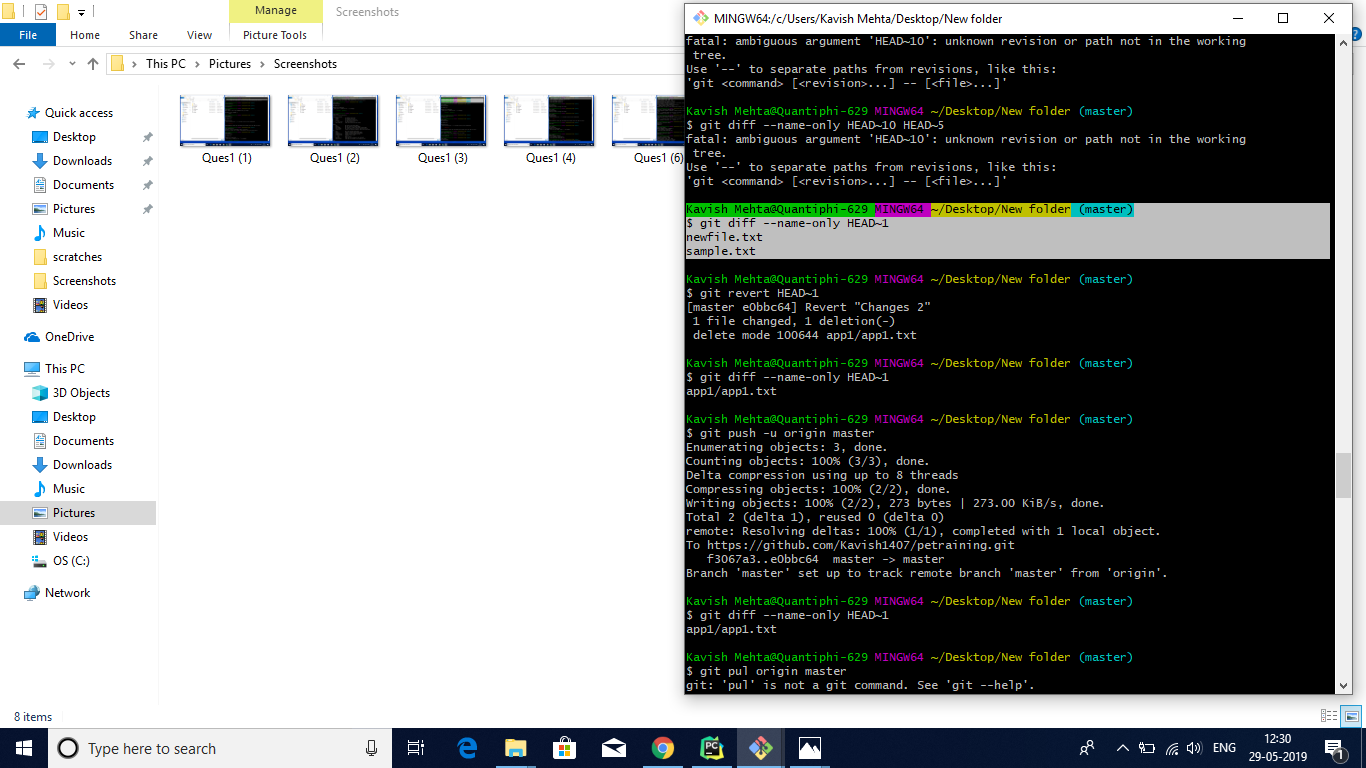 Manage
Screenshots
File
Home
Share
View
Picture Tools
This PC
Pictures
Screenshots
Quick access
Desktop
Downloads
Documents
Pictures
Music
scratches
Screenshots
Videos
OneDrive
This PC
3D Objects
Desktop
Documents
Downloads
Music
Pictures
Videos
OS (C:)
Network
Ques1 (1)
Ques1 (2)
Ques1 (3)
Ques1 (4)
Ques1 (6)
8 items
MINGW64:/c/Users/Kavish Mehta/Desktop/New folder
fatal: ambiguous argument 'HEAD~10': unknown revision or path not in the working
tree.
Use '--' to separate paths from revisions, like this:
'git <command> [<revision>...] -- [<file>...]'
Kavish Mehta@Quantiphi-629 MINGW64 ~/Desktop/New folder (master)
$ git diff --name-only HEAD~10 HEAD~5
fatal: ambiguous argument 'HEAD~10': unknown revision or path not in the working
tree.
Use '--' to separate paths from revisions, like this:
'git <command> [<revision>...] -- [<file>...]'
Kavish Mehta@Quantiphi-629 MINGW64 ~/Desktop/New folder (master)
$ git diff --name-only HEAD~1
newfile.txt
sample.txt
Kavish Mehta@Quantiphi-629 MINGW64 ~/Desktop/New folder (master)
$ git revert HEAD~1
[master e0bbc64] Revert "Changes 2"
1 file changed, 1 deletion(-)
delete mode 100644 app1/app1.txt
Kavish Mehta@Quantiphi-629 MINGW64 ~/Desktop/New folder (master)
$ git diff --name-only HEAD~1
app1/app1.txt
Kavish Mehta@Quantiphi-629 MINGW64 ~/Desktop/New folder (master)
$ git push -u origin master
Enumerating objects: 3, done.
Counting objects: 100% (3/3), done.
Delta compression using up to 8 threads
Compressing objects: 100% (2/2), done.
Writing objects: 100% (2/2), 273 bytes | 273.00 KiB/s, done.
Total 2 (delta 1), reused 0 (delta 0)
remote: Resolving deltas: 100% (1/1), completed with 1 local object.
To https://github.com/Kavish1407/petraining.git
f3067a3..e0bbc64  master -> master
Branch 'master' set up to track remote branch 'master' from 'origin'.
Kavish Mehta@Quantiphi-629 MINGW64 ~/Desktop/New folder (master)
$ git diff --name-only HEAD~1
app1/app1.txt
Kavish Mehta@Quantiphi-629 MINGW64 ~/Desktop/New folder (master)
$ git pul origin master
git: 'pul' is not a git command. See 'git --help'.
Type here to search
PC
ENG
12:30
29-05-2019
1